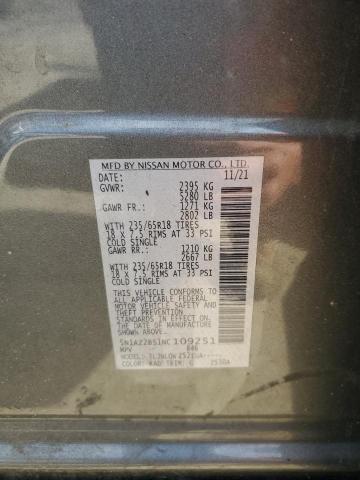 MFD BY NISSAN MOTOR CO., LTD.
DATE: 11/21
GVWR: 2395 KG
5280 LB
GAWR FR.: 1271 KG
2802 LB
WITH 235/65R18 TIRES
18 X 7.5 RIMS AT 33 PSI
COLD SINGLE
GAWR RR.: 1210 KG
2667 LB
WITH 235/65R18 TIRES
18 X 7.5 RIMS AT 33 PSI
COLD SINGLE
THIS VEHICLE CONFORMS TO ALL
APPLICABLE FEDERAL MOTOR
VEHICLE SAFETY AND THEFT
PREVENTION STANDARDS IN EFFECT
ON THE DATE OF MANUFACTURE
SHOWN ABOVE.
5N1AZ2BS1NC109251
MPV
MODEL:
COLOR: KAD TRIM: G